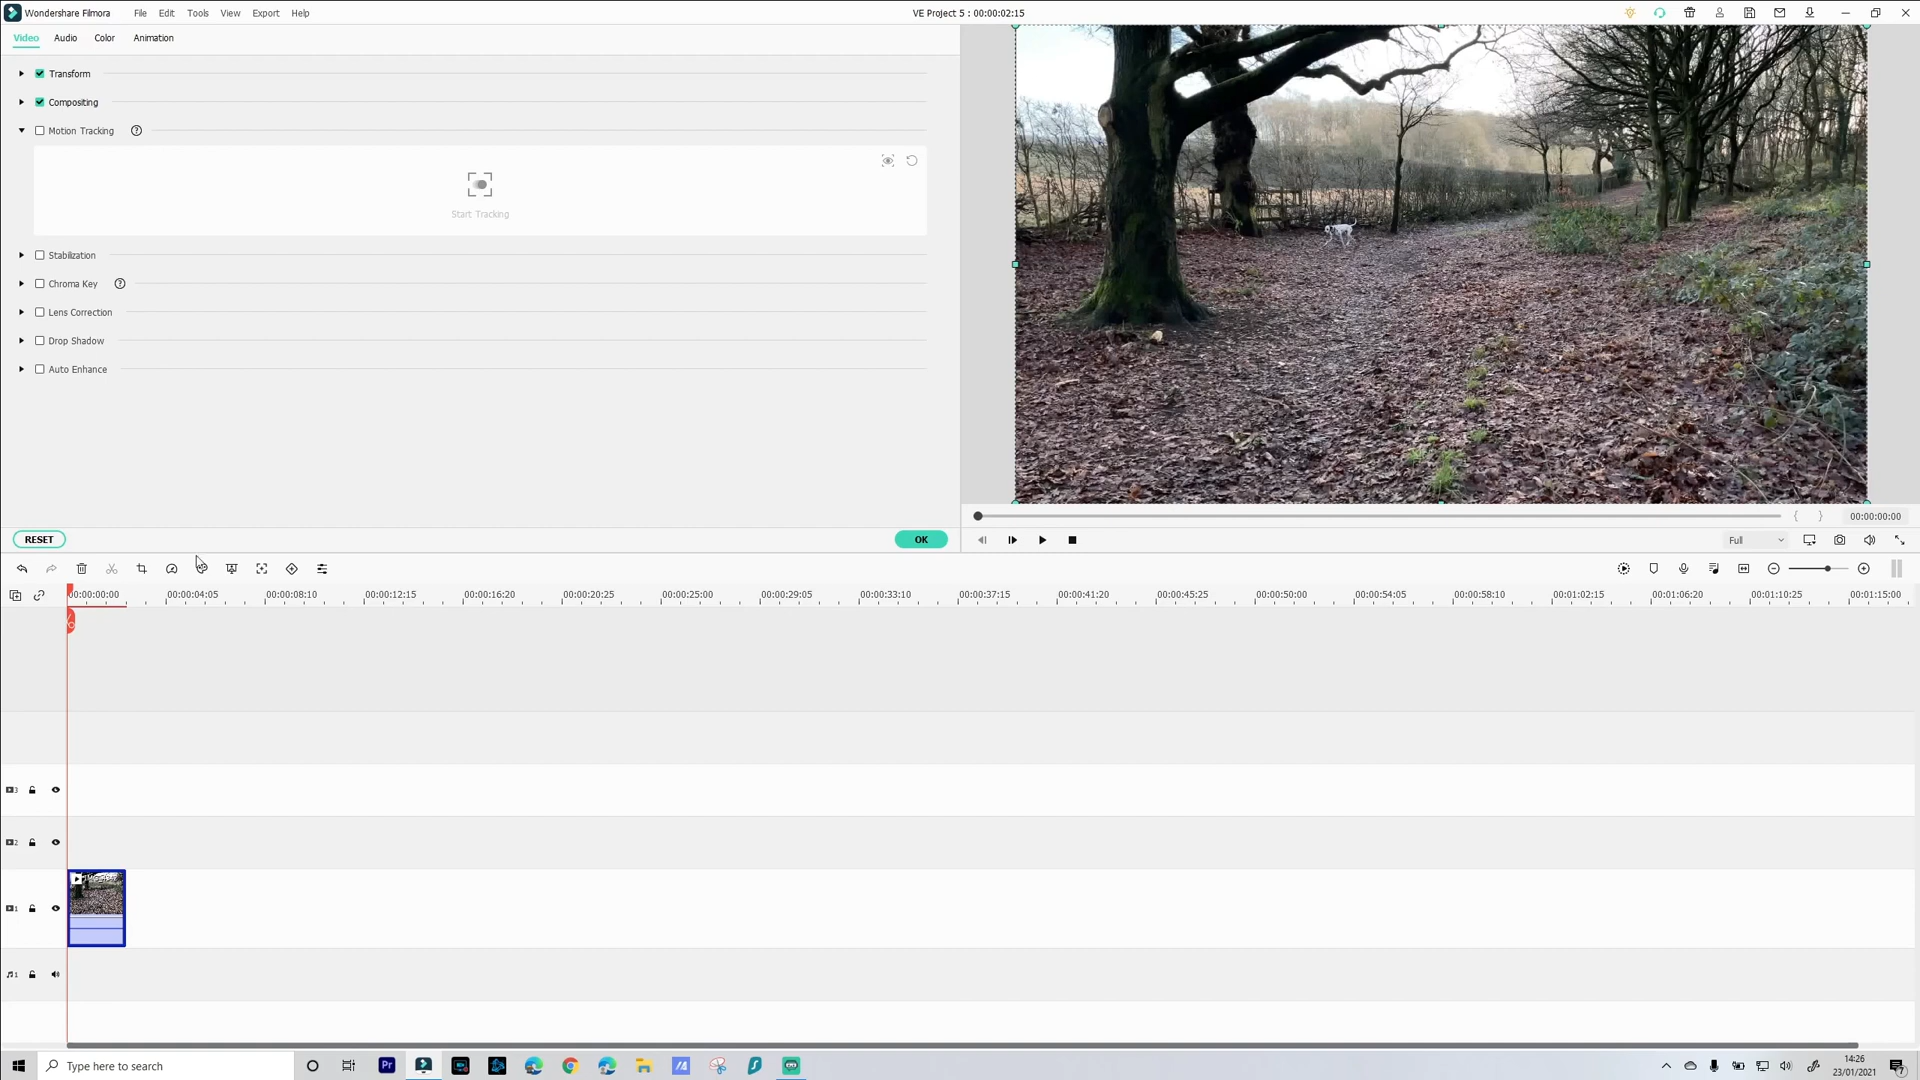 Wondershare Filmora File Edit Tools View Export Help VE Project 5 : 00:00:02:15
Video Audio Color Animation
Transform
Compositing
Motion Tracking
Start Tracking
Stabilization
Chroma Key
Lens Correction
Drop Shadow
Auto Enhance
00:00:00:00
RESET OK Full
00:00:00:00 00:00:04:05 00:00:08:10 00:00:12:15 00:00:16:20 00:00:20:25 00:00:25:00 00:00:29:05 00:00:33:10 00:00:37:15 00:00:41:20 00:00:45:25 00:00:50:00 00:00:54:05 00:00:58:10 00:01:02:15 00:01:06:20 00:01:10:25 00:01:15:00
3
2
1
1
Type here to search Pr
14:26
23/01/2021